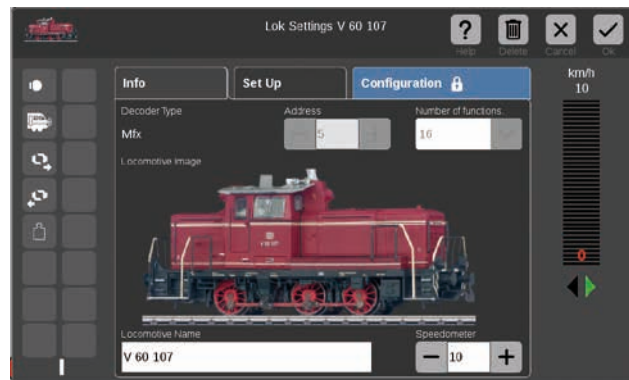 Lok Settings V 60 107
?
Help
Delete
Cancel
Ok
Info
Set Up
Configuration
km/h
10
Decoder Type
Address
Number of functions.
Mfx
5
16
Locomotive Image
0
Locomotive Name
Speedometer
V 60 107
10